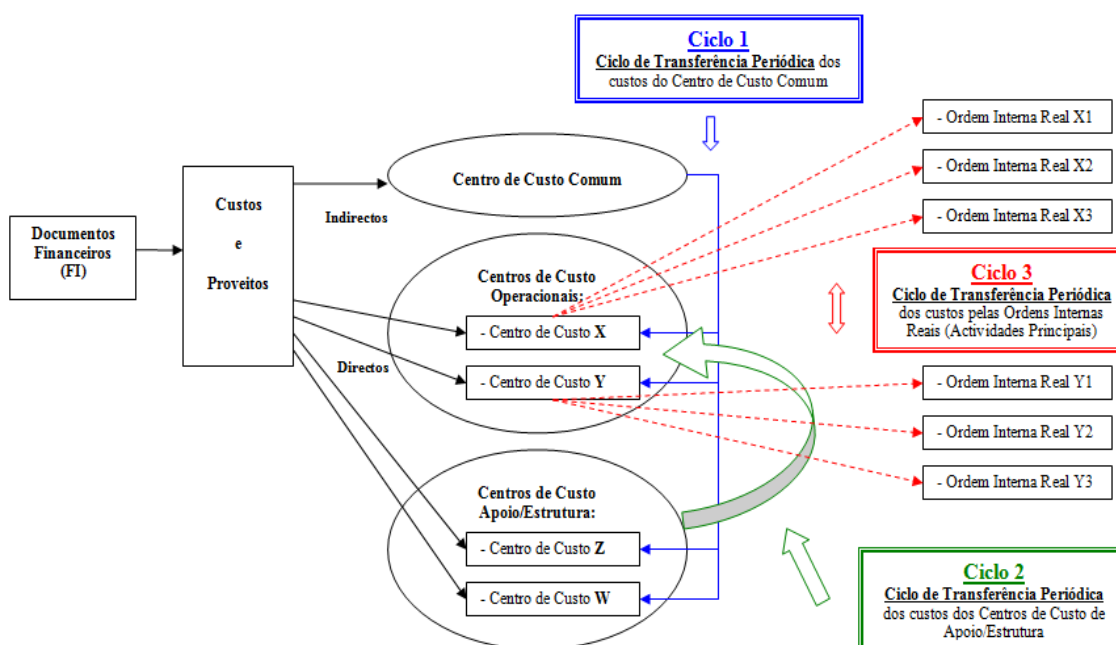 Ciclo 1
Ciclo de Transferência Periódica dos
custos do Centro de Custo Comum
- Ordem Interna Real X1
- Ordem Interna Real X2
- Ordem Interna Real X3
Centro de Custo Comum
Custos
e
Proveitos
Indirectos
Documentos
Financeiros
(FI)
Centros de Custo
Operacionais:
- Centro de Custo X
- Centro de Custo Y
Directos
Ciclo 3
Ciclo de Transferência Periódica
dos custos pelas Ordens Internas
Reais (Actividades Principais)
- Ordem Interna Real Y1
- Ordem Interna Real Y2
- Ordem Interna Real Y3
Centros de Custo
Apoio/Estrutura:
- Centro de Custo Z
- Centro de Custo W
Ciclo 2
Ciclo de Transferência Periódica
dos custos dos Centros de Custo de
Apoio/Estrutura